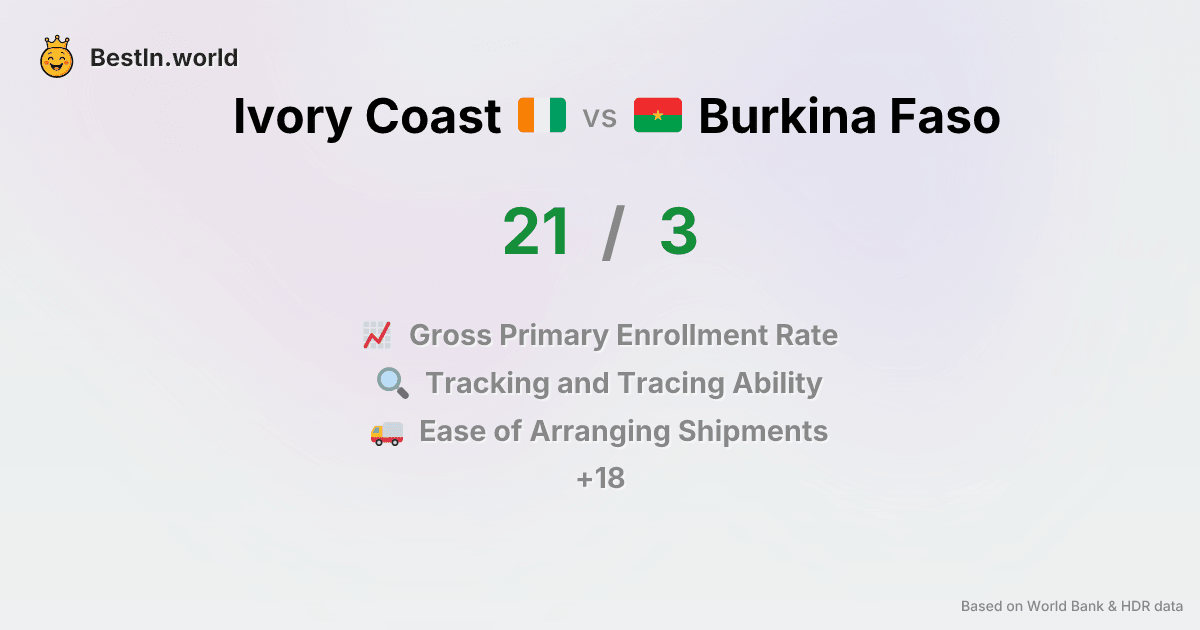 BestIn.world
Ivory Coast vs Burkina Faso
21 / 3
Gross Primary Enrollment Rate
Tracking and Tracing Ability
Ease of Arranging Shipments
+18
Based on World Bank & HDR data